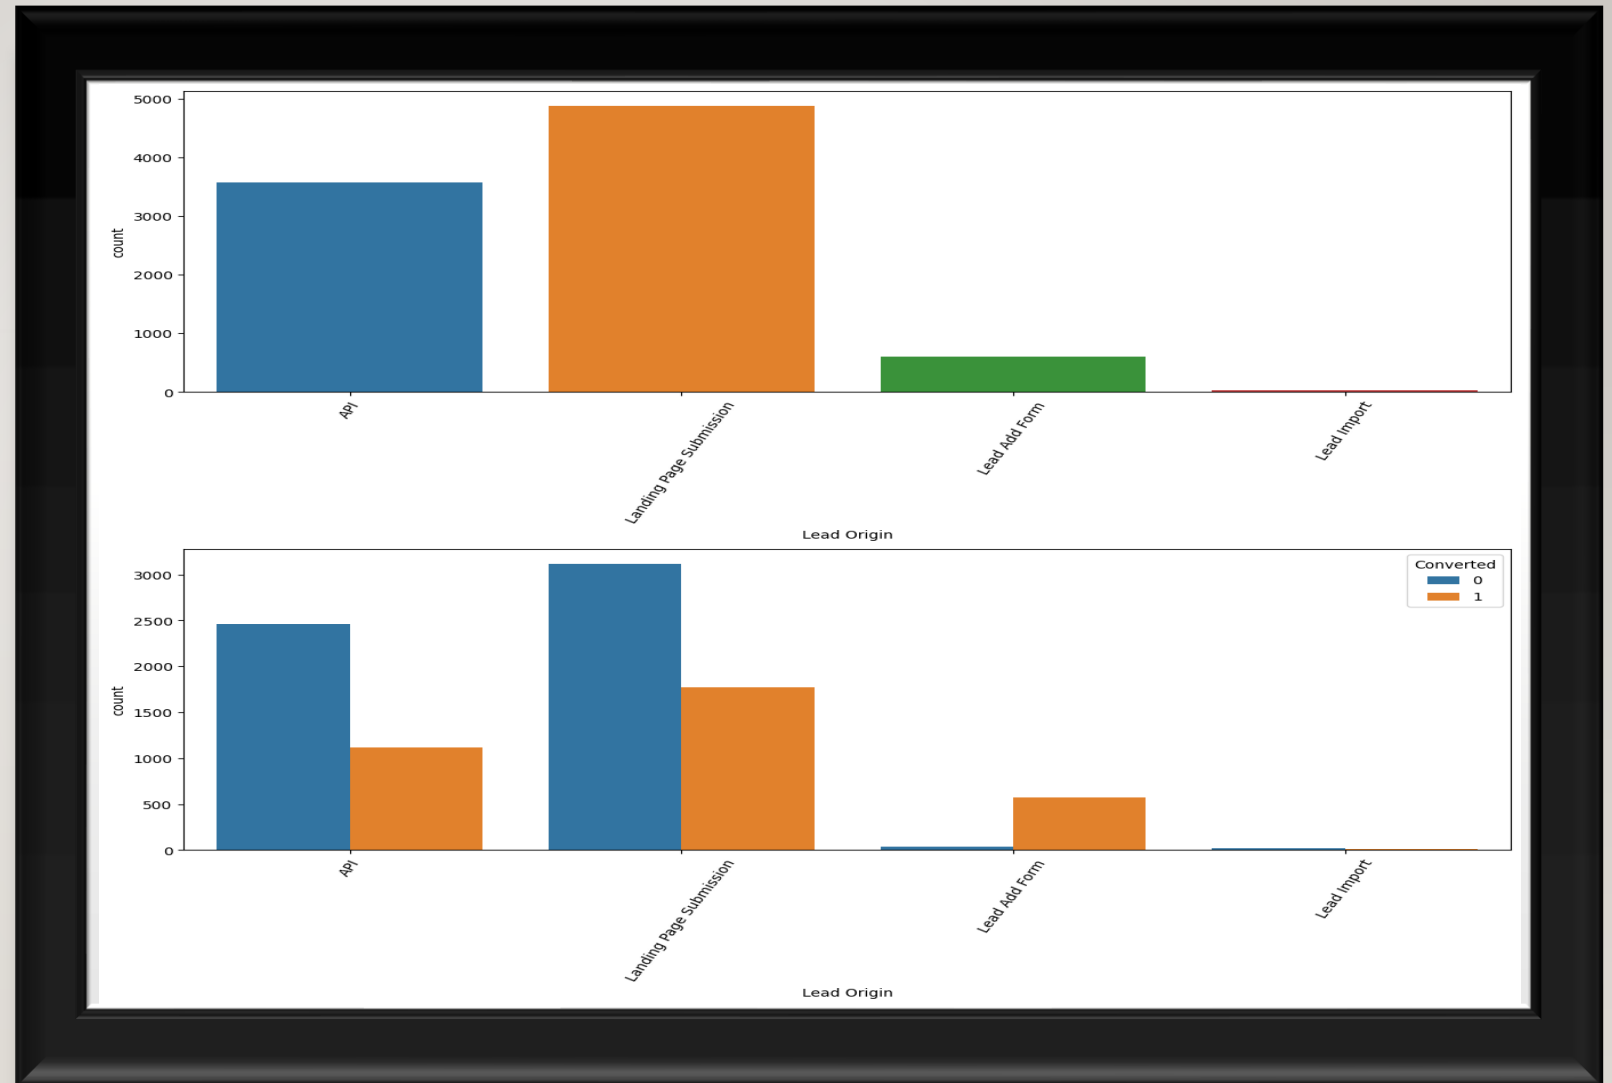 5000
4000
3000
2000
1000
0
count
API
Landing Page Submission
Lead Add Form
Lead Import
Lead Origin
3000
2500
2000
1500
1000
500
0
count
Converted
0
1
API
Landing Page Submission
Lead Add Form
Lead Import
Lead Origin